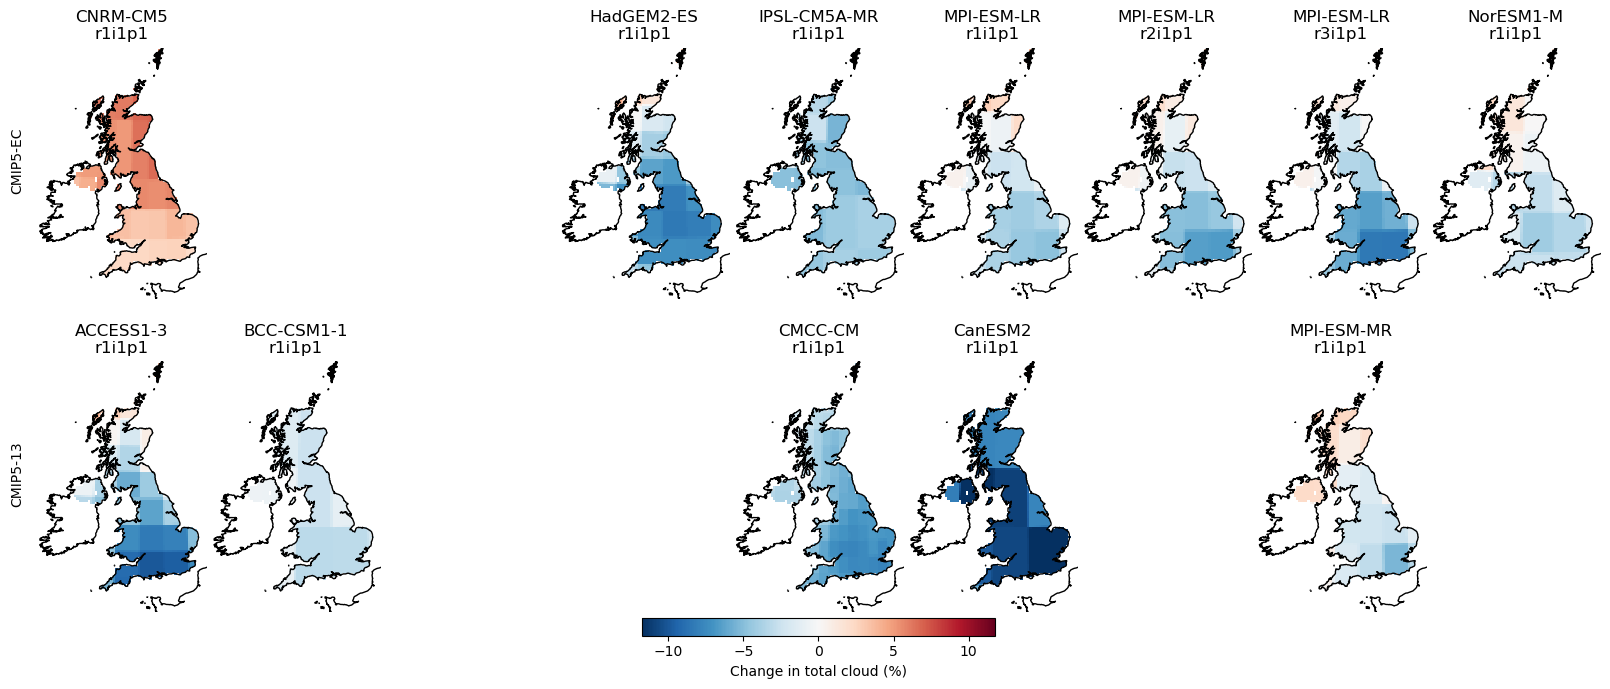 CNRM-CM5
r1i1p1
HadGEM2-ES
r1i1p1
IPSL-CM5A-MR
r1i1p1
MPI-ESM-LR
r1i1p1
MPI-ESM-LR
r2i1p1
MPI-ESM-LR
r3i1p1
NorESM1-M
r1i1p1
CMIP5-EC
ACCESS1-3
r1i1p1
BCC-CSM1-1
r1i1p1
CMCC-CM
r1i1p1
CanESM2
r1i1p1
MPI-ESM-MR
r1i1p1
CMIP5-13
−10 −5 0 5 10
Change in total cloud (%)